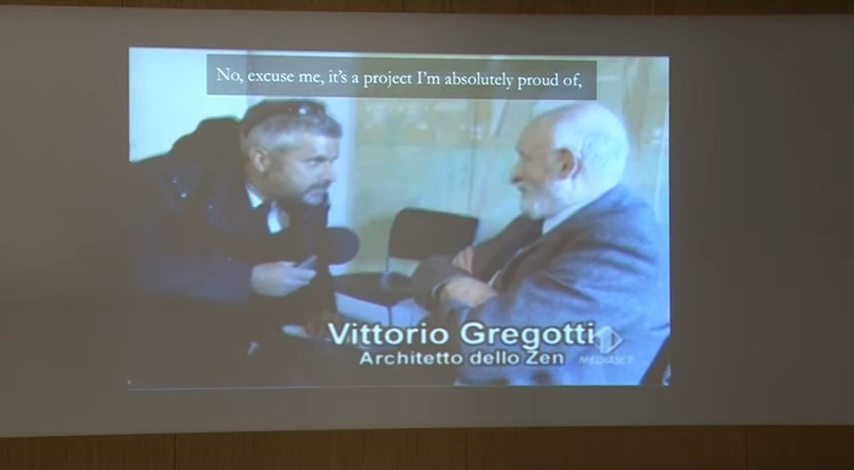 No, excuse me, it's a project I'm absolutely proud of,
Vittorio Gregotti
Architetto dello Zen
MEDIASET